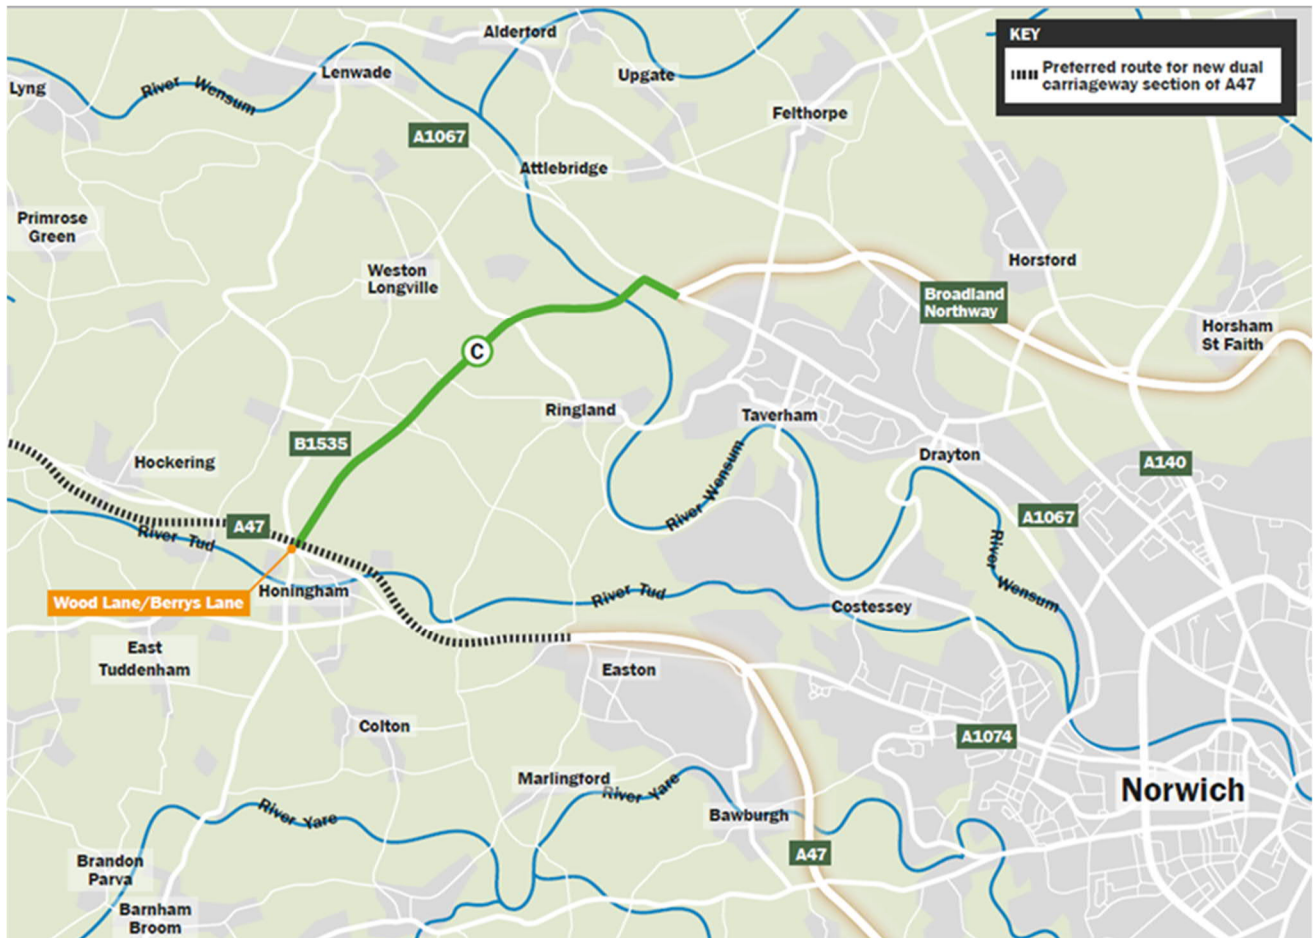 KEY
Preferred route for new dual
carriageway section of A47
Alderford
Lenwade
Upgate
Lyng
River Wensum
Felthorpe
A1067
Attlebridge
Primrose
Green
Weston
Longville
Horsford
Broadland
Northway
Horsham
St Faith
C
Ringland
Taverham
B1535
Hockering
Drayton
A140
River Wensum
A47
A1067
River Tud
River Wensum
Honingham
River Tud
Wood Lane/Berrys Lane
Costessey
East
Tuddenham
Easton
Colton
A1074
Marlingford
River Yare
Norwich
River Yare
Bawburgh
A47
Brandon
Parva
Barnham
Broom